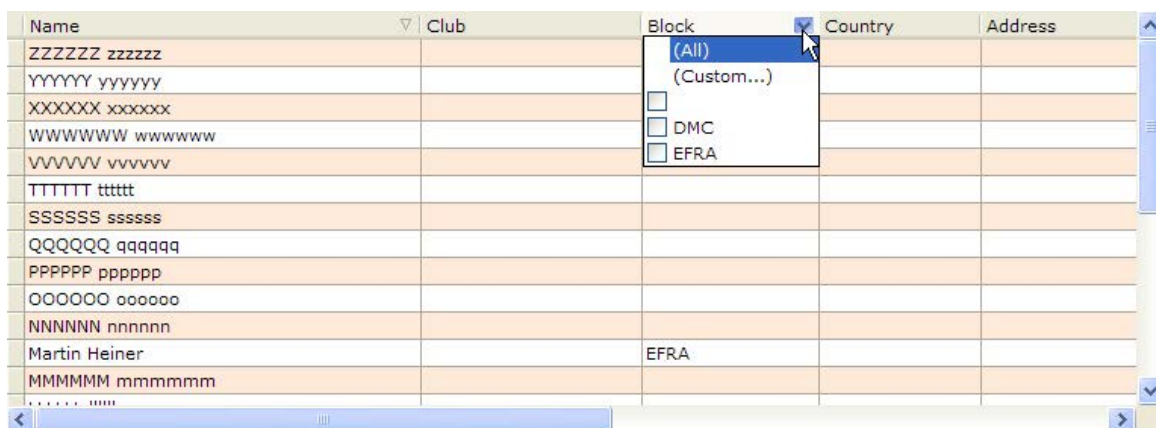 Name Club Block Country Address
ZZZZZZ zzzzzz (All)
YYYYYY yyyyyy (Custom...)
XXXXXX xxxxxx
WWWWWW wwwwww DMC
VVVVVV vvvvvv EFRA
TTTTTT tttttt
SSSSSS ssssss
QQQQQQ qqqqqq
PPPPPP pppppp
OOOOOO oooooo
NNNNNN nnnnnn
Martin Heiner EFRA
MMMMMM mmmmmm